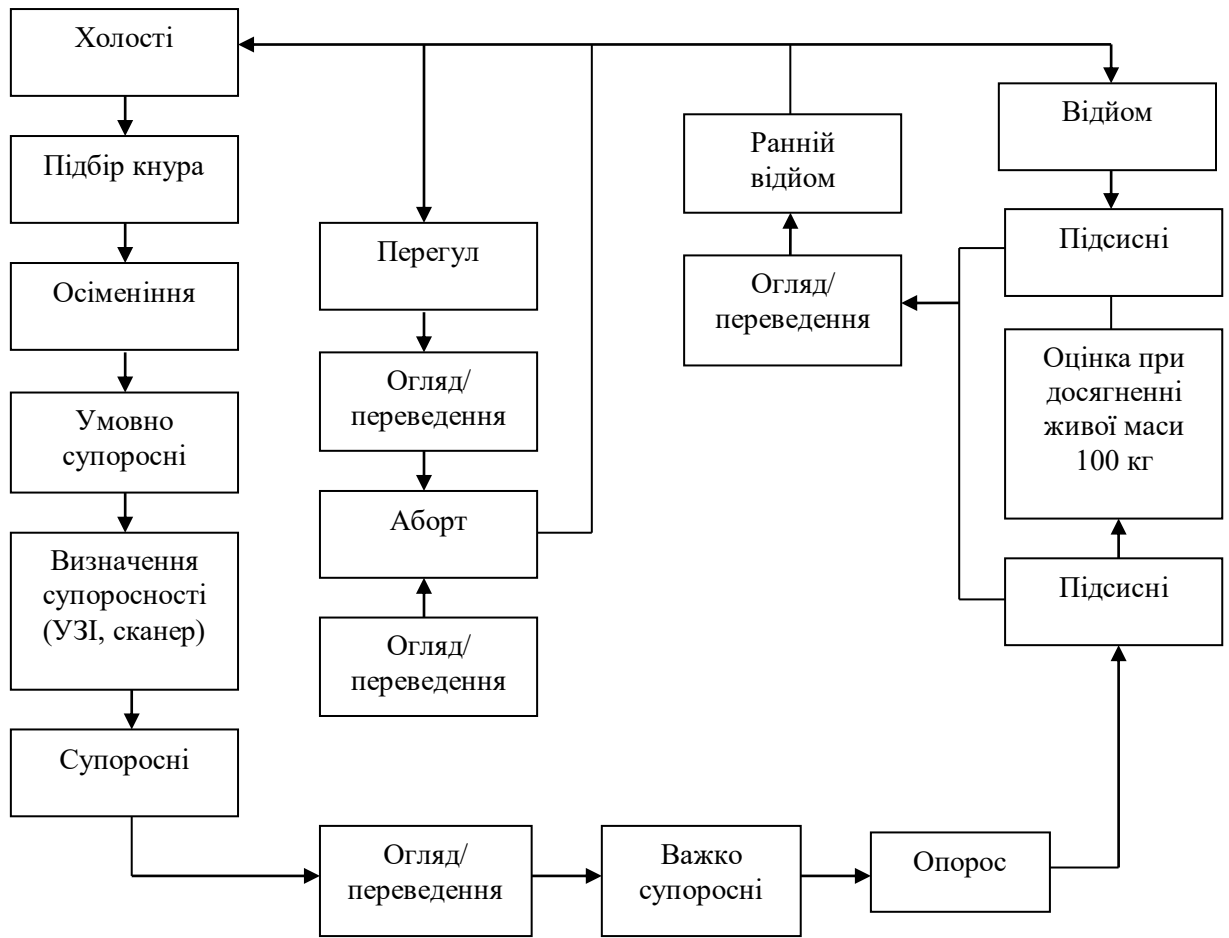 Холості
Підбір кнура
Осіменіння
Умовно
супоросні
Визначення
супоросності
(УЗІ, сканер)
Супоросні
Перегул
Огляд/
переведення
Аборт
Огляд/
переведення
Огляд/
переведення
Важко
супоросні
Опорос
Ранній
відйом
Огляд/
переведення
Відйом
Підсисні
Оцінка при
досягненні
живої маси
100 кг
Підсисні